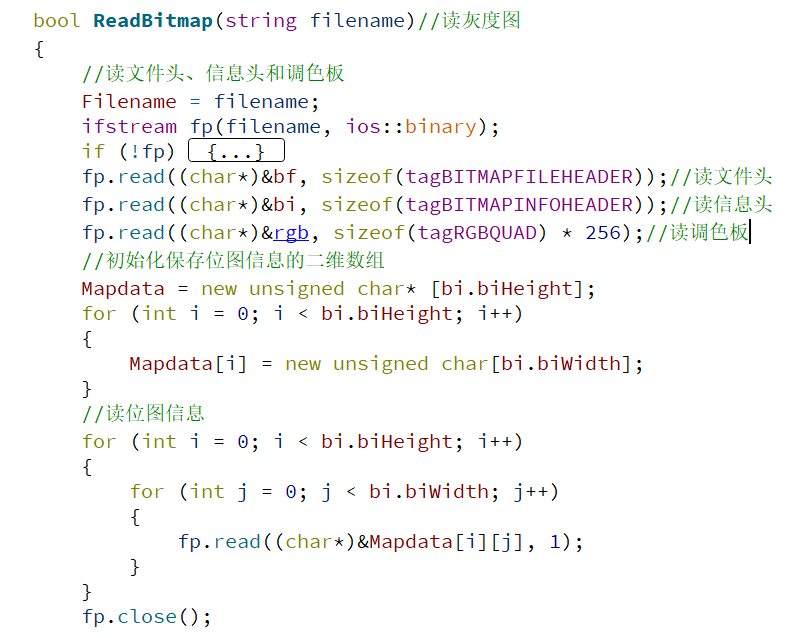 bool ReadBitmap(string filename)//读灰度图
{
    //读文件头、信息头和调色板
    Filename = filename;
    ifstream fp(filename, ios::binary);
    if (!fp) {...}
    fp.read((char*)&bf, sizeof(tagBITMAPFILEHEADER));//读文件头
    fp.read((char*)&bi, sizeof(tagBITMAPINFOHEADER));//读信息头
    fp.read((char*)&rgb, sizeof(tagRGBQUAD) * 256);//读调色板
    //初始化保存位图信息的二维数组
    Mapdata = new unsigned char* [bi.biHeight];
    for (int i = 0; i < bi.biHeight; i++)
    {
        Mapdata[i] = new unsigned char[bi.biWidth];
    }
    //读位图信息
    for (int i = 0; i < bi.biHeight; i++)
    {
        for (int j = 0; j < bi.biWidth; j++)
        {
            fp.read((char*)&Mapdata[i][j], 1);
        }
    }
    fp.close();